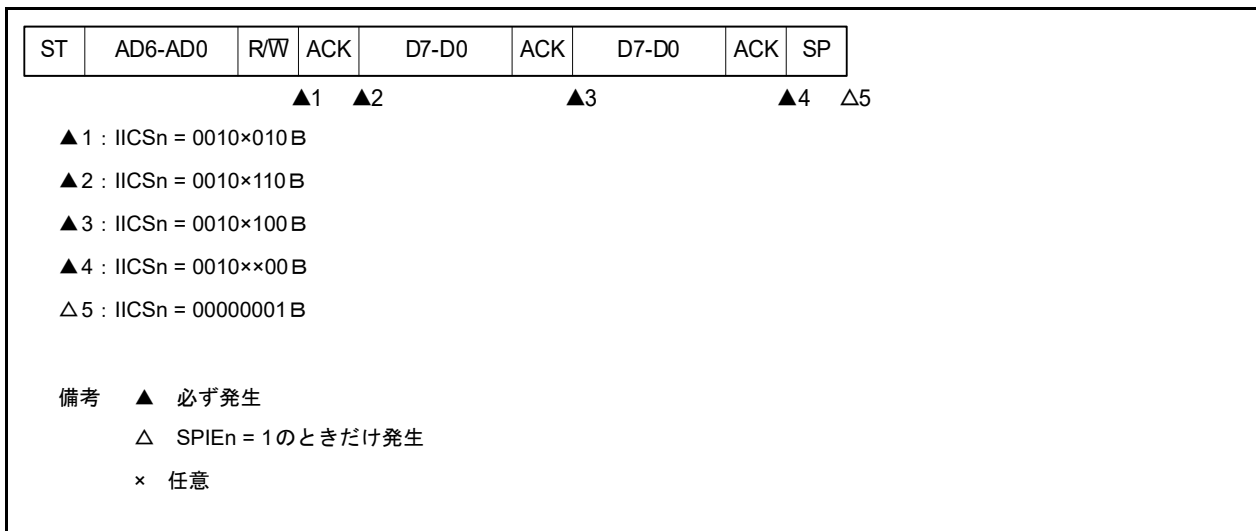 ST AD6-AD0 R/W̅ ACK D7-D0 ACK D7-D0 ACK SP
▲1 ▲2 ▲3 ▲4 △5
▲1：IICSn = 0010×010B
▲2：IICSn = 0010×110B
▲3：IICSn = 0010×100B
▲4：IICSn = 0010××00B
△5：IICSn = 00000001B
備考 ▲ 必ず発生
△ SPIEn = 1のときだけ発生
× 任意